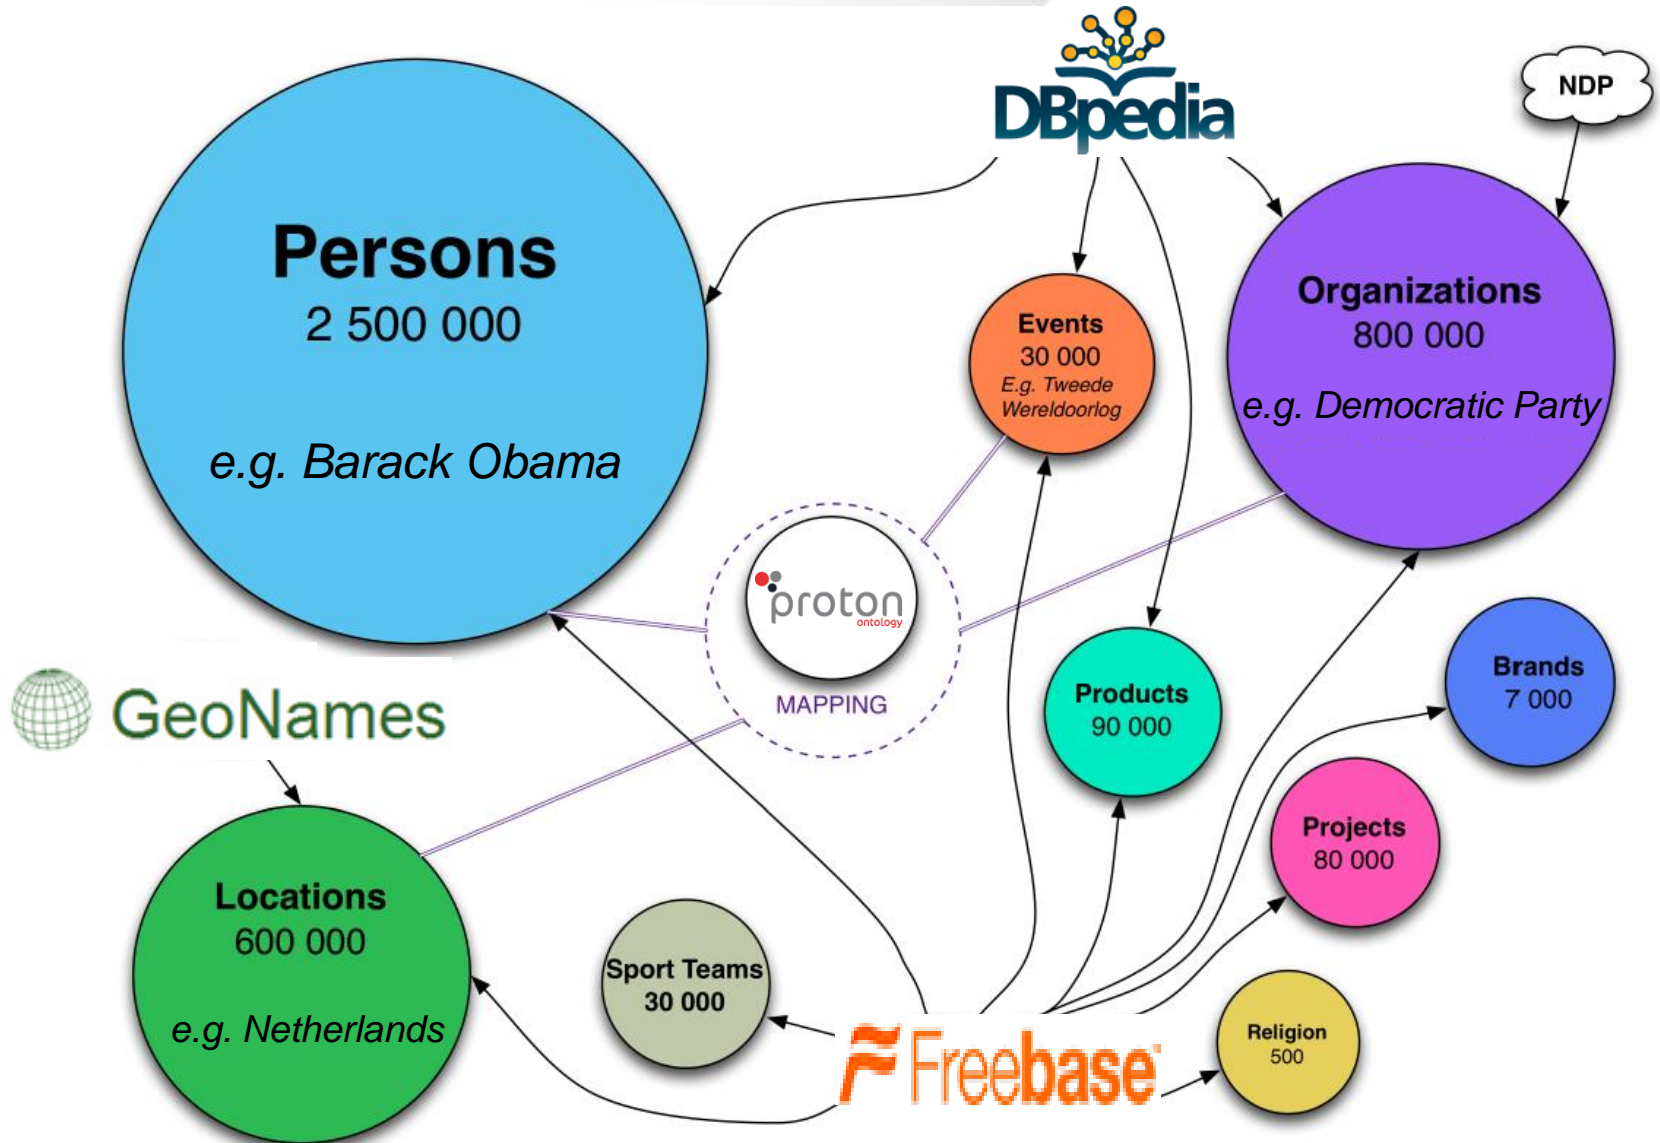 DBpedia
NDP
Persons
2 500 000
e.g. Barack Obama
Events
30 000
E.g. Tweede
Wereldoorlog
Organizations
800 000
e.g. Democratic Party
proton
ontology
MAPPING
GeoNames
Products
90 000
Brands
7 000
Projects
80 000
Locations
600 000
e.g. Netherlands
Sport Teams
30 000
Freebase
Religion
500